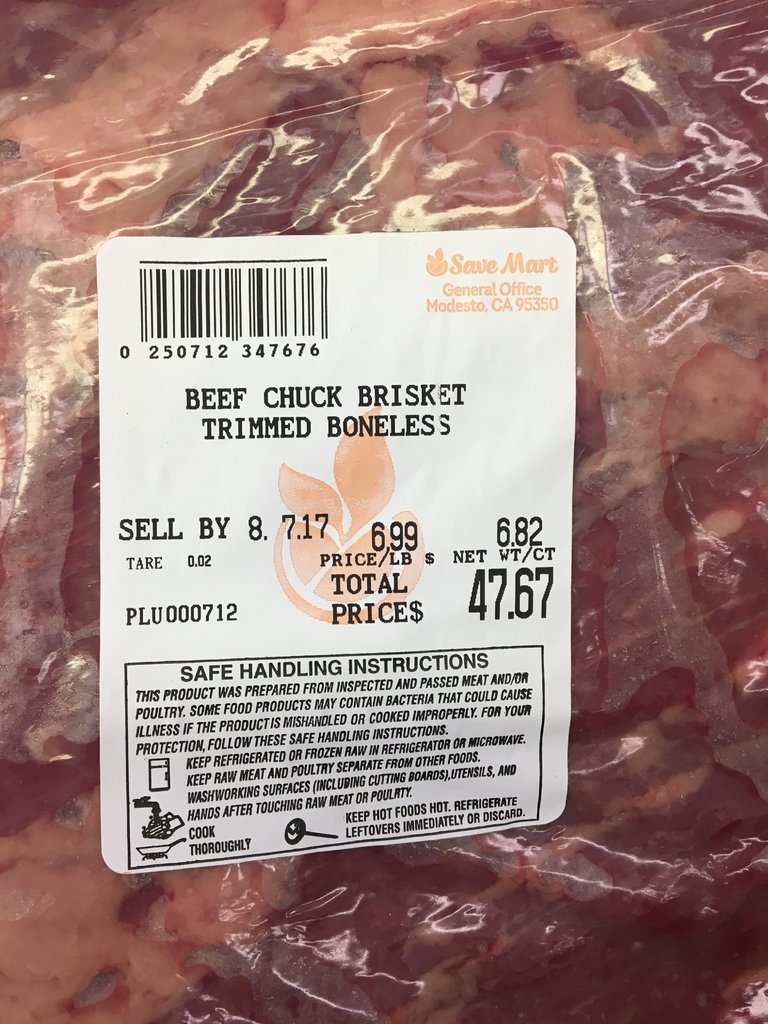 Save Mart
General Office
Modesto, CA 95350
0 250712 347676
BEEF CHUCK BRISKET
TRIMMED BONELESS
SELL BY 8. 7.17 6.99 6.82
TARE 0.02 PRICE/LB $ NET WT/CT
TOTAL
PLU000712 PRICE$ 47.67
SAFE HANDLING INSTRUCTIONS
THIS PRODUCT WAS PREPARED FROM INSPECTED AND PASSED MEAT AND/OR
POULTRY. SOME FOOD PRODUCTS MAY CONTAIN BACTERIA THAT COULD CAUSE
ILLNESS IF THE PRODUCT IS MISHANDLED OR COOKED IMPROPERLY. FOR YOUR
PROTECTION, FOLLOW THESE SAFE HANDLING INSTRUCTIONS.
KEEP REFRIGERATED OR FROZEN RAW IN REFRIGERATOR OR MICROWAVE.
KEEP RAW MEAT AND POULTRY SEPARATE FROM OTHER FOODS.
WASHWORKING SURFACES (INCLUDING CUTTING BOARDS),UTENSILS, AND
HANDS AFTER TOUCHING RAW MEAT OR POULRTY.
COOK
THOROUGHLY
KEEP HOT FOODS HOT. REFRIGERATE
LEFTOVERS IMMEDIATELY OR DISCARD.